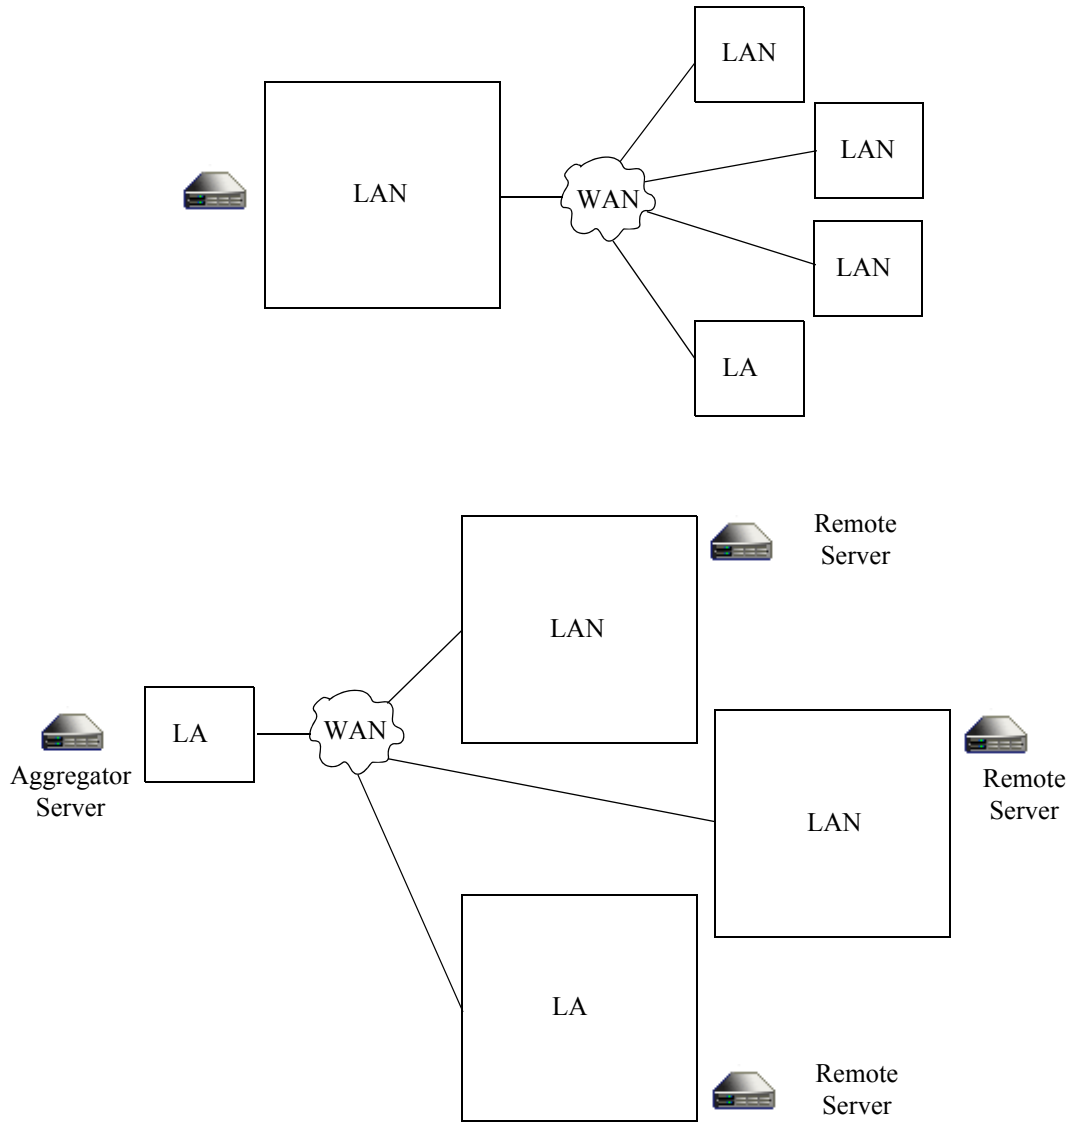 LAN
LAN
LAN
WAN
LAN
LA
Remote
Server
LAN
LA
WAN
Aggregator
Server
Remote
Server
LAN
LA
Remote
Server